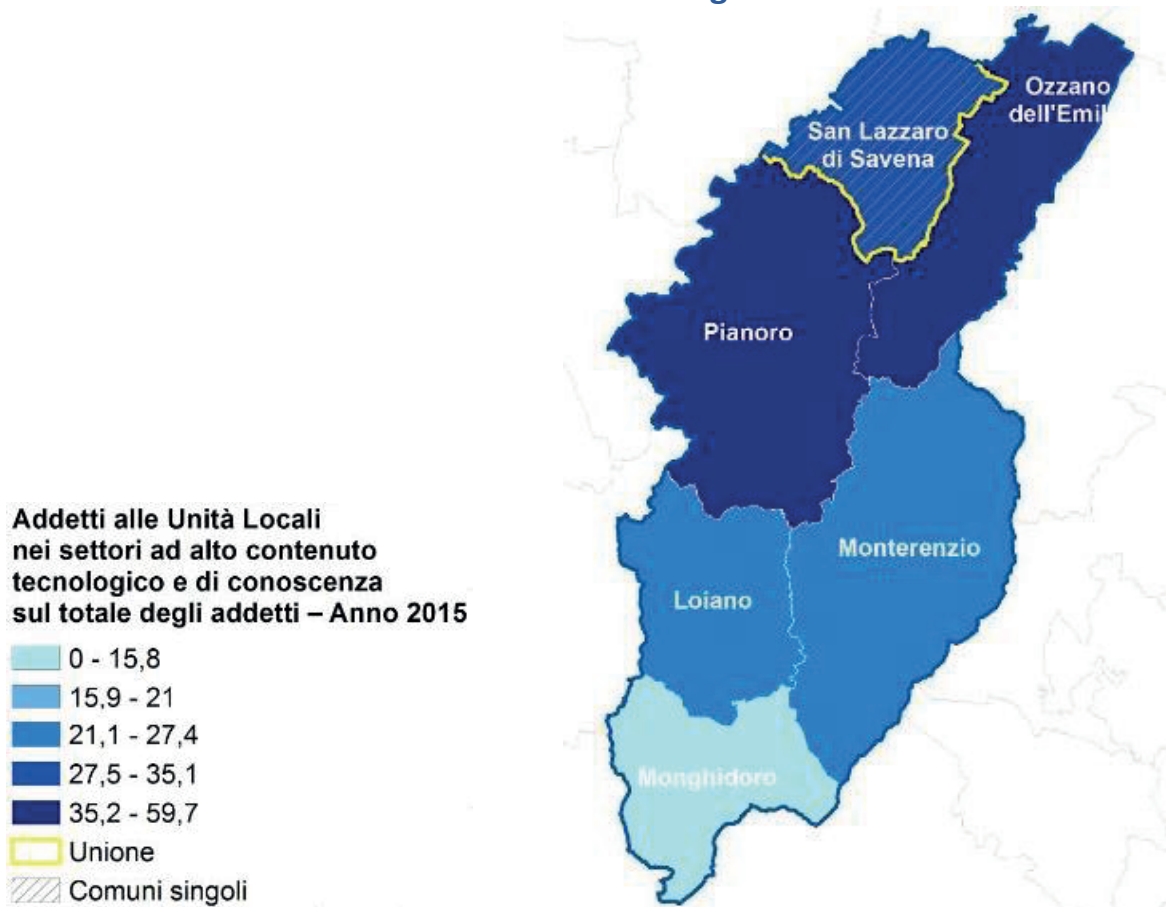 Ozzano
dell'Emil
San Lazzaro
di Savena
Pianoro
Monterenzio
Loiano
Monghidoro
Addetti alle Unità Locali
nei settori ad alto contenuto
tecnologico e di conoscenza
sul totale degli addetti – Anno 2015
0 - 15,8
15,9 - 21
21,1 - 27,4
27,5 - 35,1
35,2 - 59,7
Unione
Comuni singoli